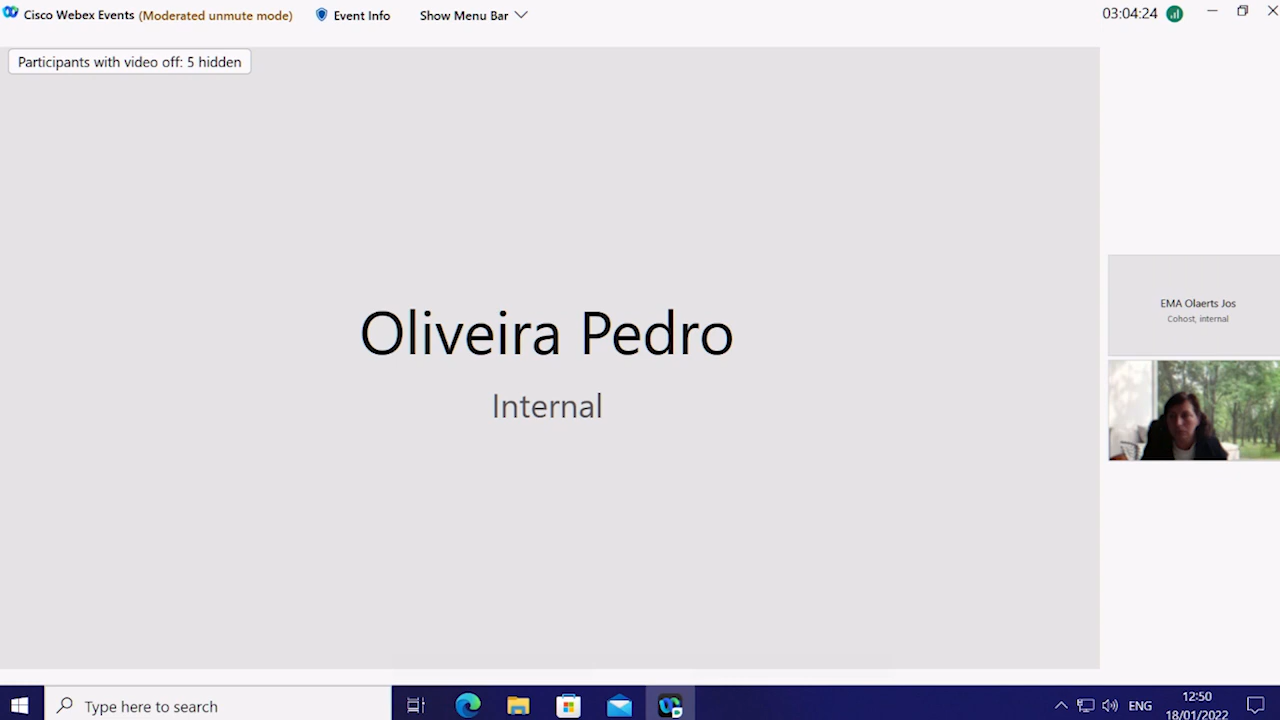 Cisco Webex Events (Moderated unmute mode) Event Info Show Menu Bar 03:04:24
Participants with video off: 5 hidden
Oliveira Pedro
Internal
EMA Olaerts Jos
Cohost, internal
Type here to search
ENG
12:50
18/01/2022